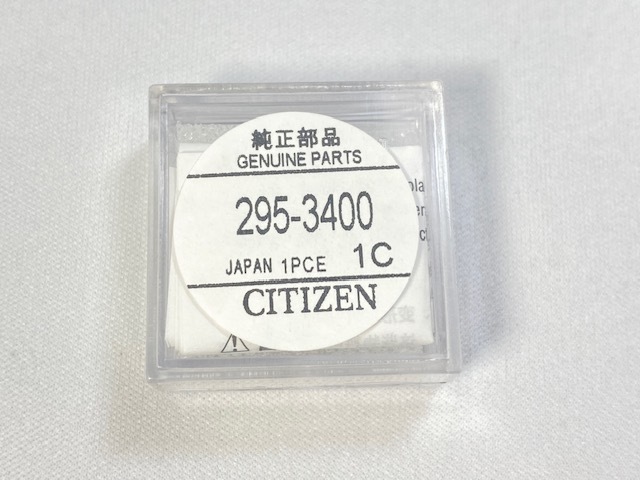 純正部品
GENUINE PARTS
295-3400
JAPAN 1PCE 1C
CITIZEN